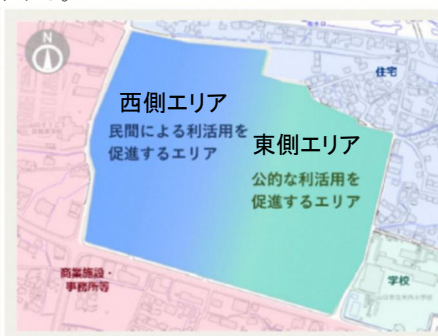 N
住宅
西側エリア
民間による利活用を
促進するエリア
東側エリア
公的な利活用を
促進するエリア
商業施設・
事務所等
学校